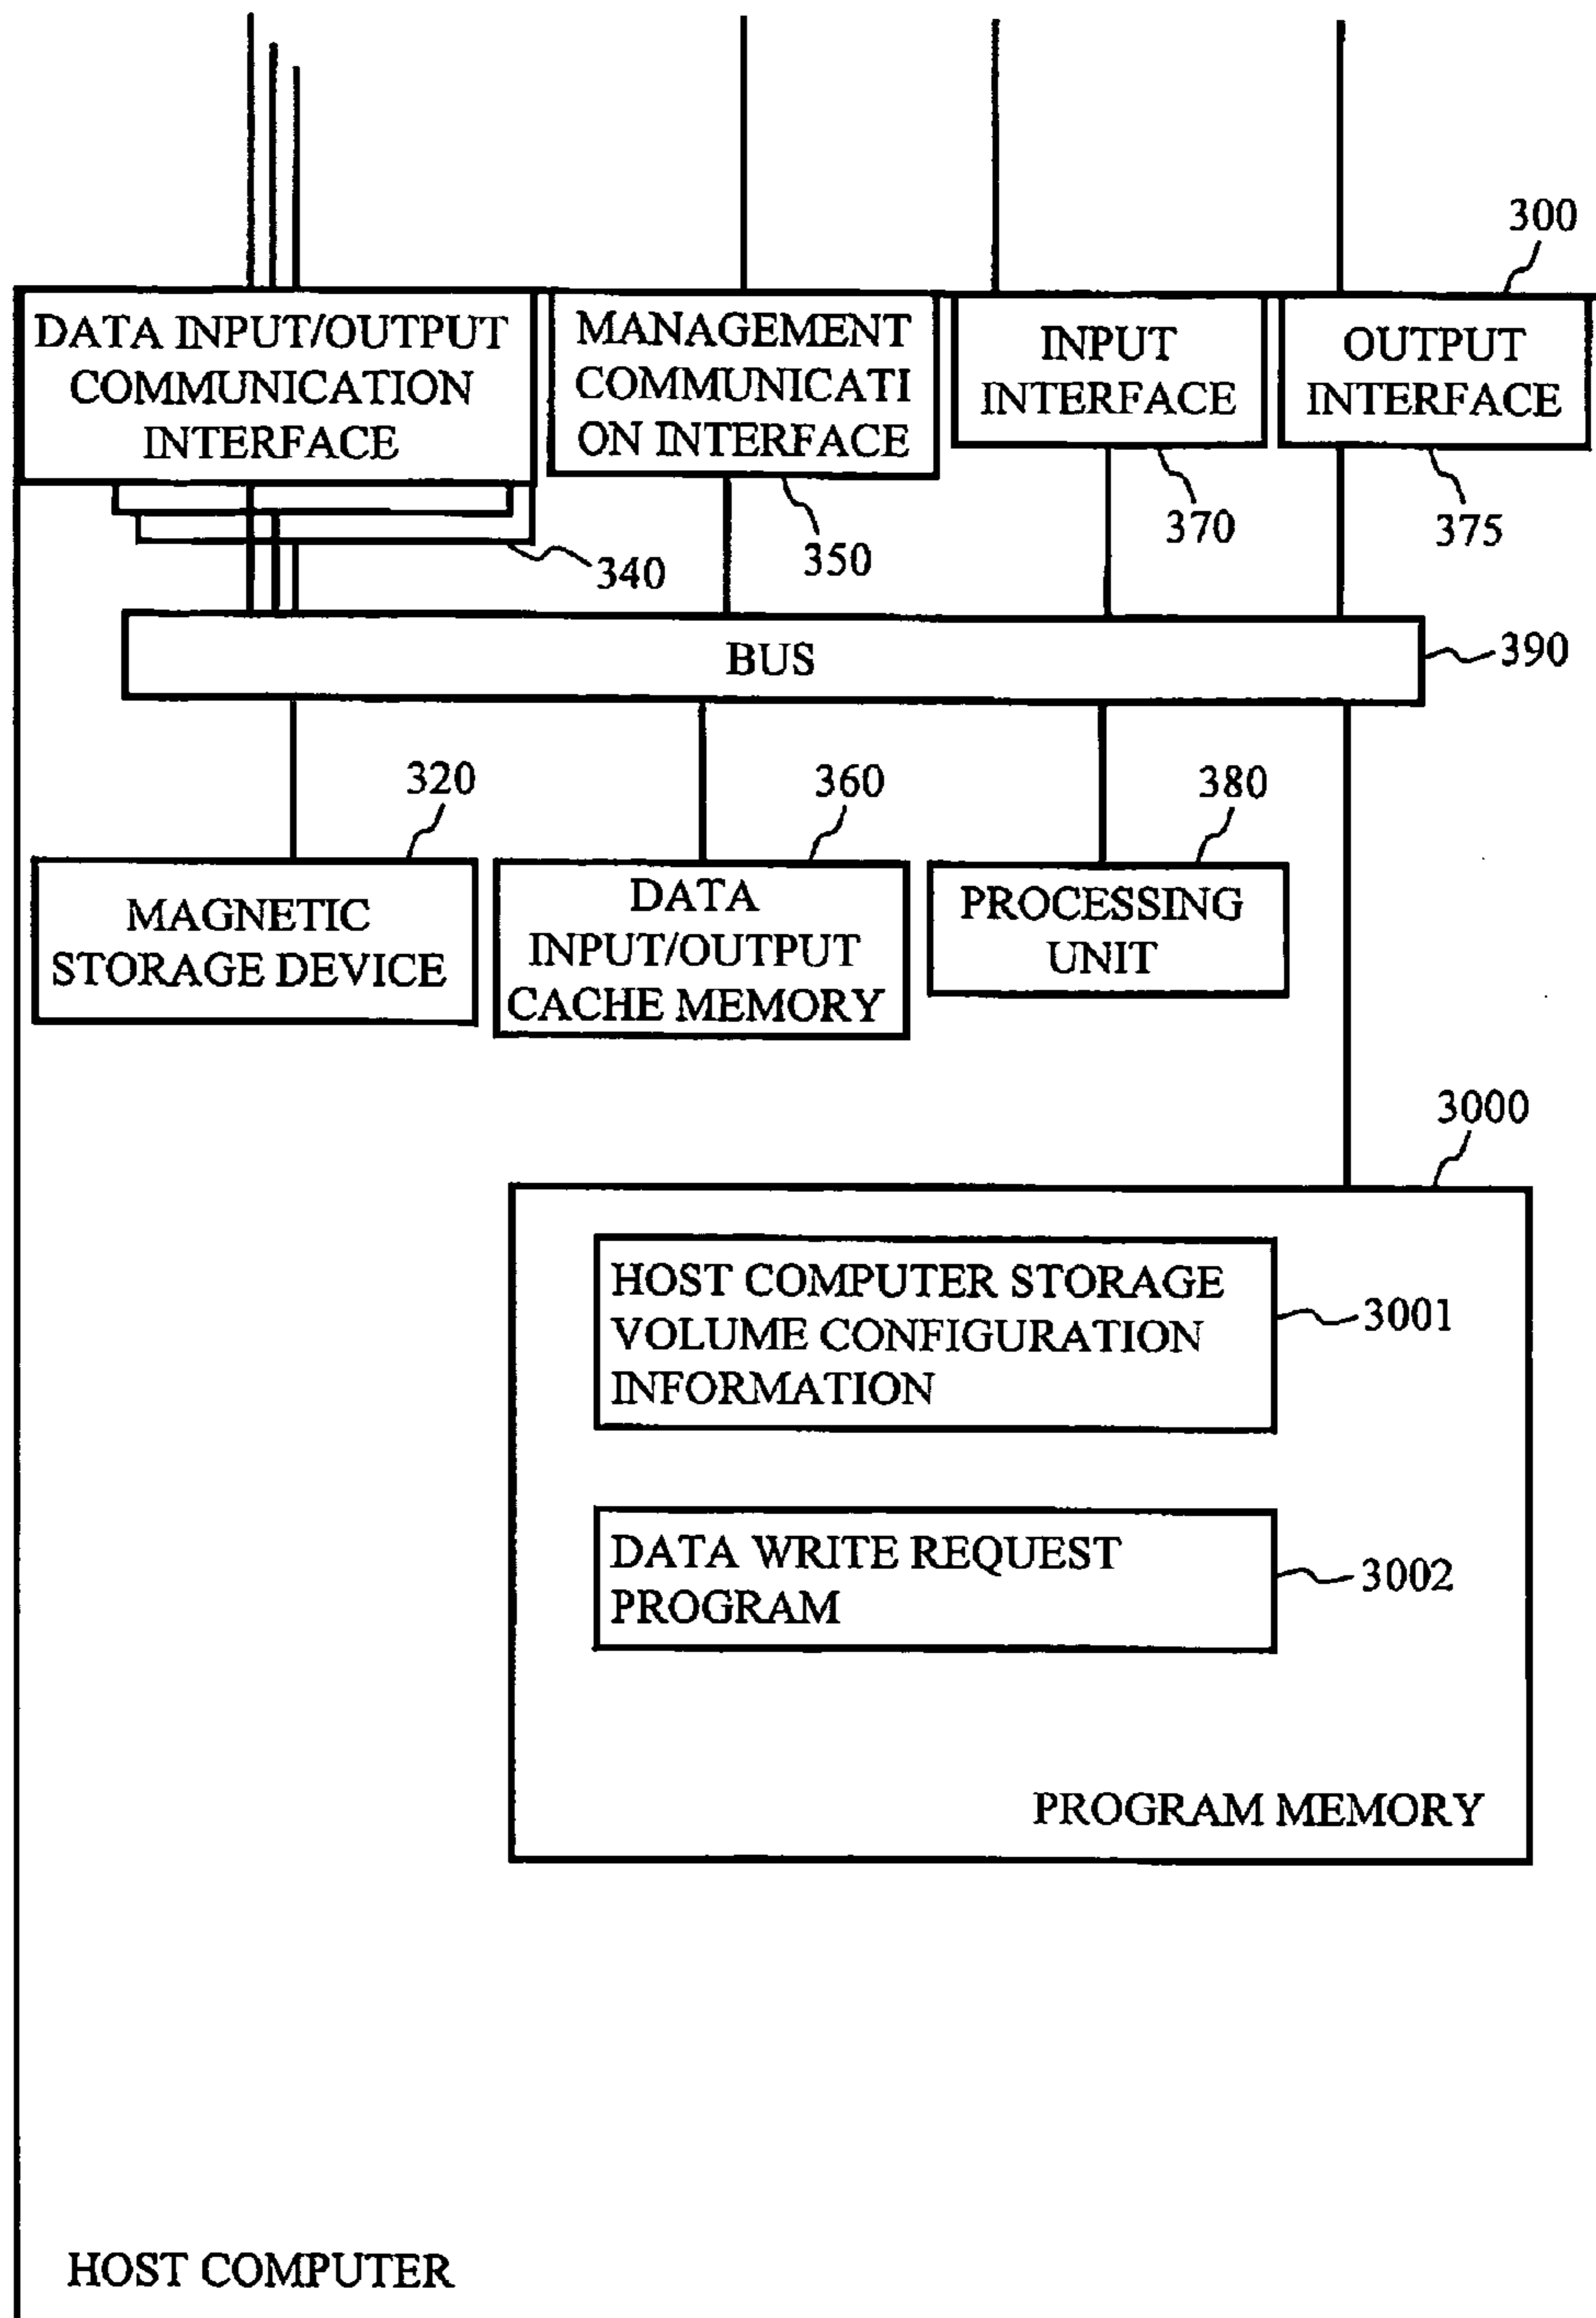 300
DATA INPUT/OUTPUT
COMMUNICATION
INTERFACE
MANAGEMENT
COMMUNICATI
ON INTERFACE
INPUT
INTERFACE
OUTPUT
INTERFACE
340
350
370
375
BUS
390
320
360
380
MAGNETIC
STORAGE DEVICE
DATA
INPUT/OUTPUT
CACHE MEMORY
PROCESSING
UNIT
3000
HOST COMPUTER STORAGE
VOLUME CONFIGURATION
INFORMATION
3001
DATA WRITE REQUEST
PROGRAM
3002
PROGRAM MEMORY
HOST COMPUTER